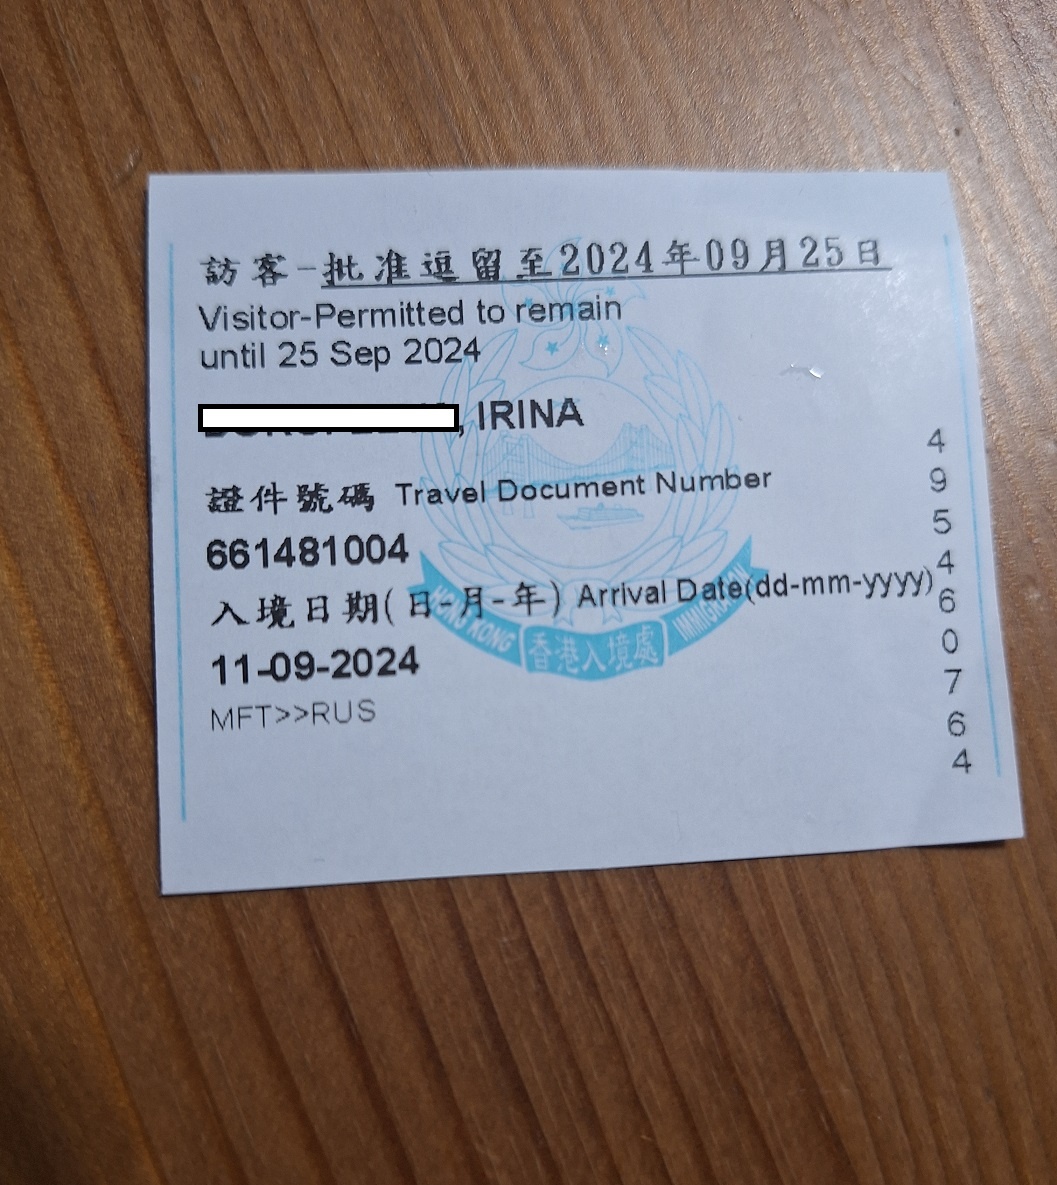 訪客-批准逗留至2024年09月25日
Visitor-Permitted to remain
until 25 Sep 2024
, IRINA
證件號碼 Travel Document Number
661481004
入境日期(日-月-年) Arrival Date(dd-mm-yyyy)
11-09-2024
MFT>>RUS
495460764
HONG KONG 香港入境處 IMMIGRATION